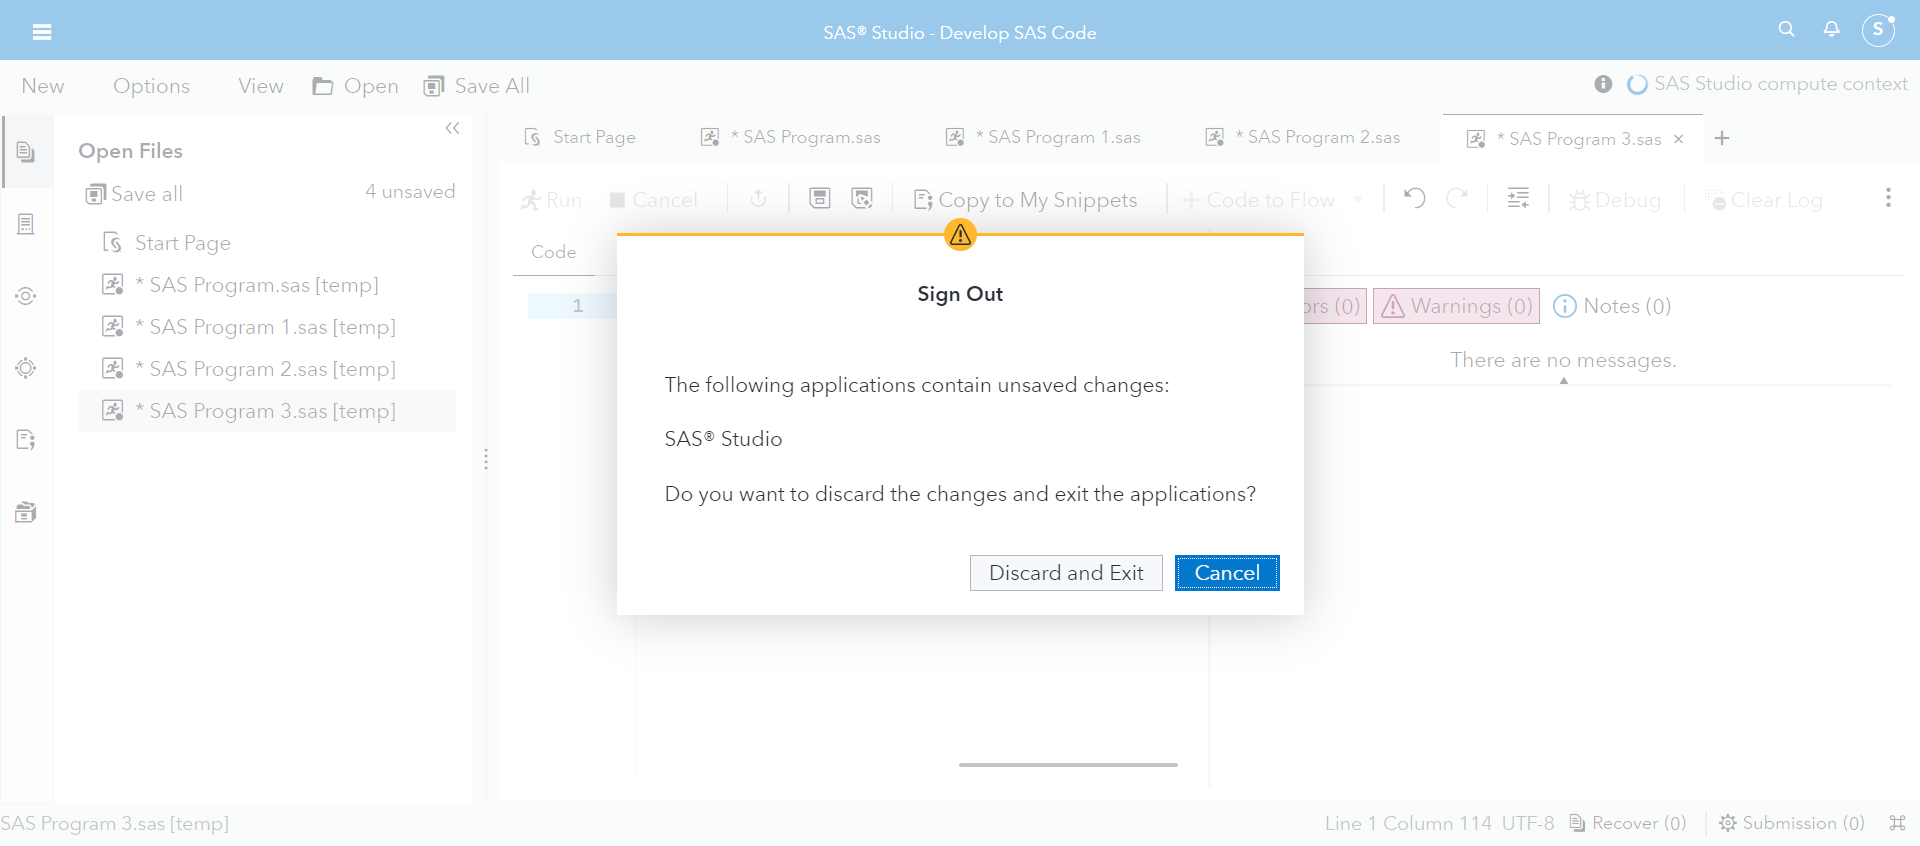 SAS® Studio - Develop SAS Code
S
New Options View Open Save All
SAS Studio compute context
Open Files
Save all 4 unsaved
Start Page
* SAS Program.sas [temp]
* SAS Program 1.sas [temp]
* SAS Program 2.sas [temp]
* SAS Program 3.sas [temp]
Start Page * SAS Program.sas * SAS Program 1.sas * SAS Program 2.sas * SAS Program 3.sas
Run Cancel Copy to My Snippets Code to Flow Debug Clear Log
Code
1
ors (0) Warnings (0) Notes (0)
There are no messages.
Sign Out
The following applications contain unsaved changes:
SAS® Studio
Do you want to discard the changes and exit the applications?
Discard and Exit Cancel
SAS Program 3.sas [temp]
Line 1 Column 114 UTF-8 Recover (0) Submission (0)